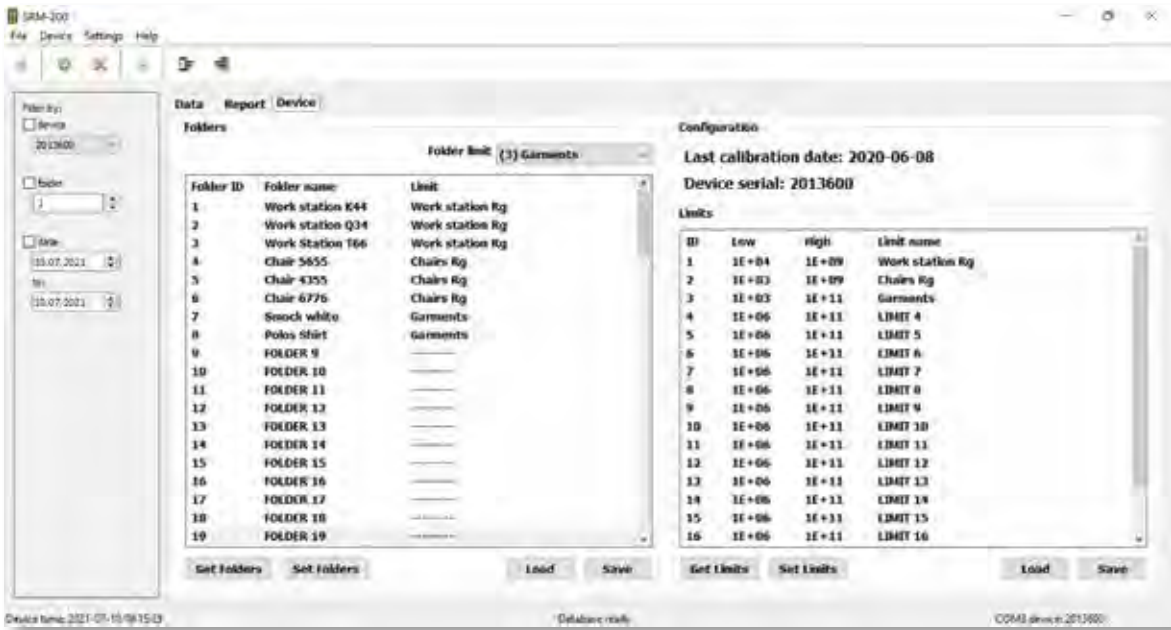 SRM-200
File Device Settings Help
Filter by:
device
2013600
folder
1
date
to:
Data Report Device
Folders
Folder limit (3) Garments
Folder ID Folder name Limit
1 Work station K44 Work station Rg
2 Work station Q34 Work station Rg
3 Work Station T66 Work station Rg
4 Chair 5655 Chairs Rg
5 Chair 4355 Chairs Rg
6 Chair 6776 Chairs Rg
7 Smock white Garments
8 Polos Shirt Garments
9 FOLDER 9 --------
10 FOLDER 10 --------
11 FOLDER 11 --------
12 FOLDER 12 --------
13 FOLDER 13 --------
14 FOLDER 14 --------
15 FOLDER 15 --------
16 FOLDER 16 --------
17 FOLDER 17 --------
18 FOLDER 18 --------
19 FOLDER 19 --------
Get Folders Set Folders Load Save
Configuration
Last calibration date: 2020-06-08
Device serial: 2013600
Limits
ID Low High Limit name
1 1E+04 1E+09 Work station Rg
2 1E+03 1E+09 Chairs Rg
3 1E+03 1E+11 Garments
4 1E+06 1E+11 LIMIT 4
5 1E+06 1E+11 LIMIT 5
6 1E+06 1E+11 LIMIT 6
7 1E+06 1E+11 LIMIT 7
8 1E+06 1E+11 LIMIT 8
9 1E+06 1E+11 LIMIT 9
10 1E+06 1E+11 LIMIT 10
11 1E+06 1E+11 LIMIT 11
12 1E+06 1E+11 LIMIT 12
13 1E+06 1E+11 LIMIT 13
14 1E+06 1E+11 LIMIT 14
15 1E+06 1E+11 LIMIT 15
16 1E+06 1E+11 LIMIT 16
Get Limits Set Limits Load Save
Device time: Database ready COM3 device: 2013600